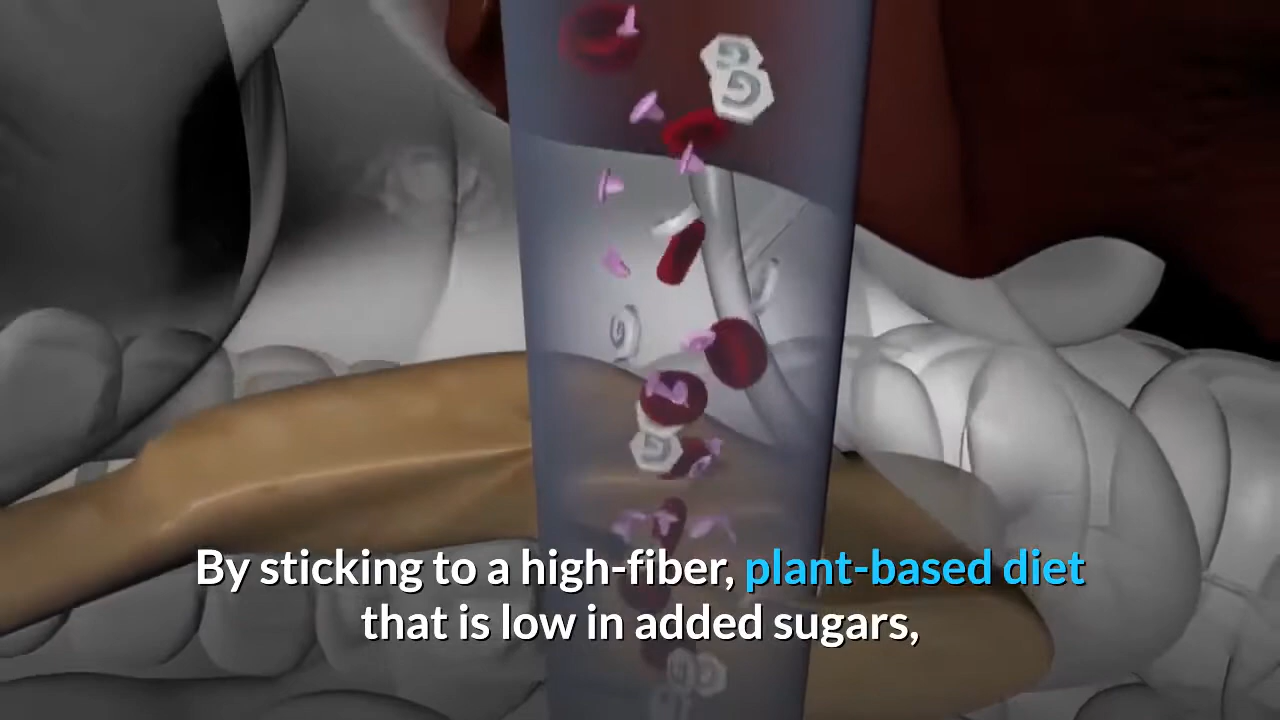 G
G
G
G
By sticking to a high-fiber, plant-based diet
that is low in added sugars,